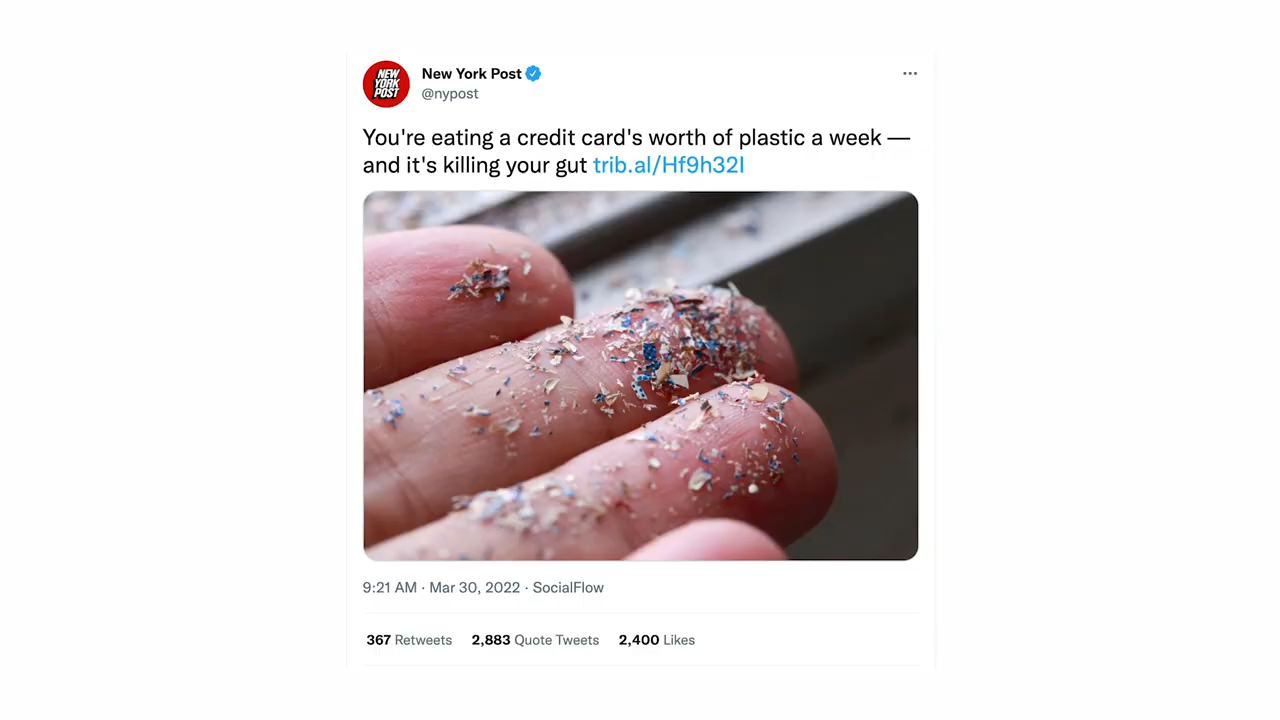 NEW
YORK
POST
New York Post
@nypost
You're eating a credit card's worth of plastic a week —
and it's killing your gut trib.al/Hf9h32I
9:21 AM · Mar 30, 2022 · SocialFlow
367 Retweets 2,883 Quote Tweets 2,400 Likes